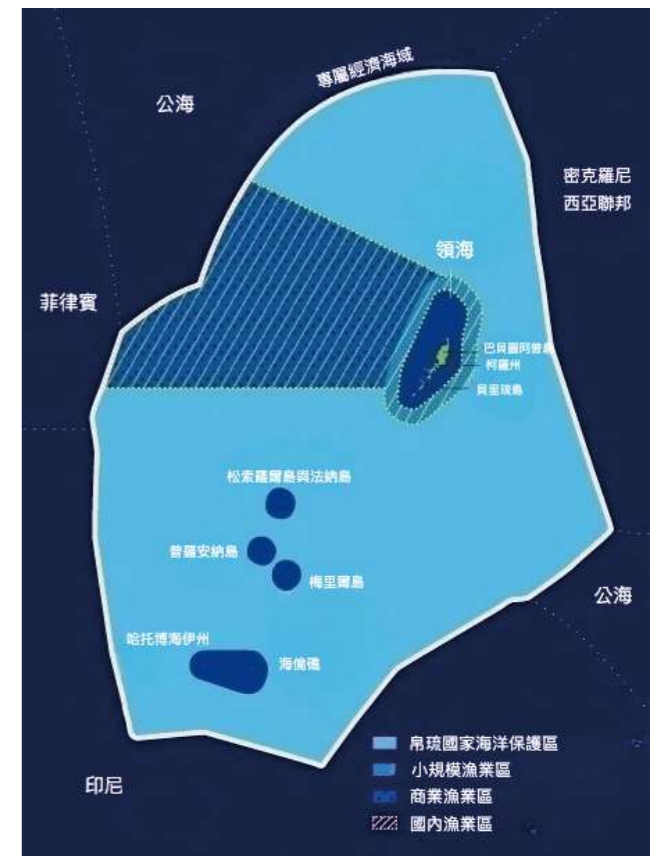 專屬經濟海域
公海
密克羅尼
西亞聯邦
領海
菲律賓
巴貝圖阿普島
柯羅州
貝里琉島
松索羅爾島與法納島
普羅安納島
梅里爾島
公海
哈托博海伊州
海倫礁
帛琉國家海洋保護區
小規模漁業區
印尼
商業漁業區
國內漁業區